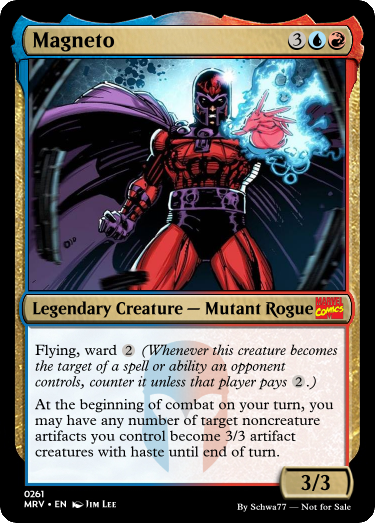 Magneto 3
Legendary Creature — Mutant Rogue MARVEL COMICS
Flying, ward 2 (Whenever this creature becomes
the target of a spell or ability an opponent
controls, counter it unless that player pays 2.)
At the beginning of combat on your turn, you
may have any number of target noncreature
artifacts you control become 3/3 artifact
creatures with haste until end of turn.
3/3
0261
MRV • EN Jim Lee
By Schwa77 — Not for Sale